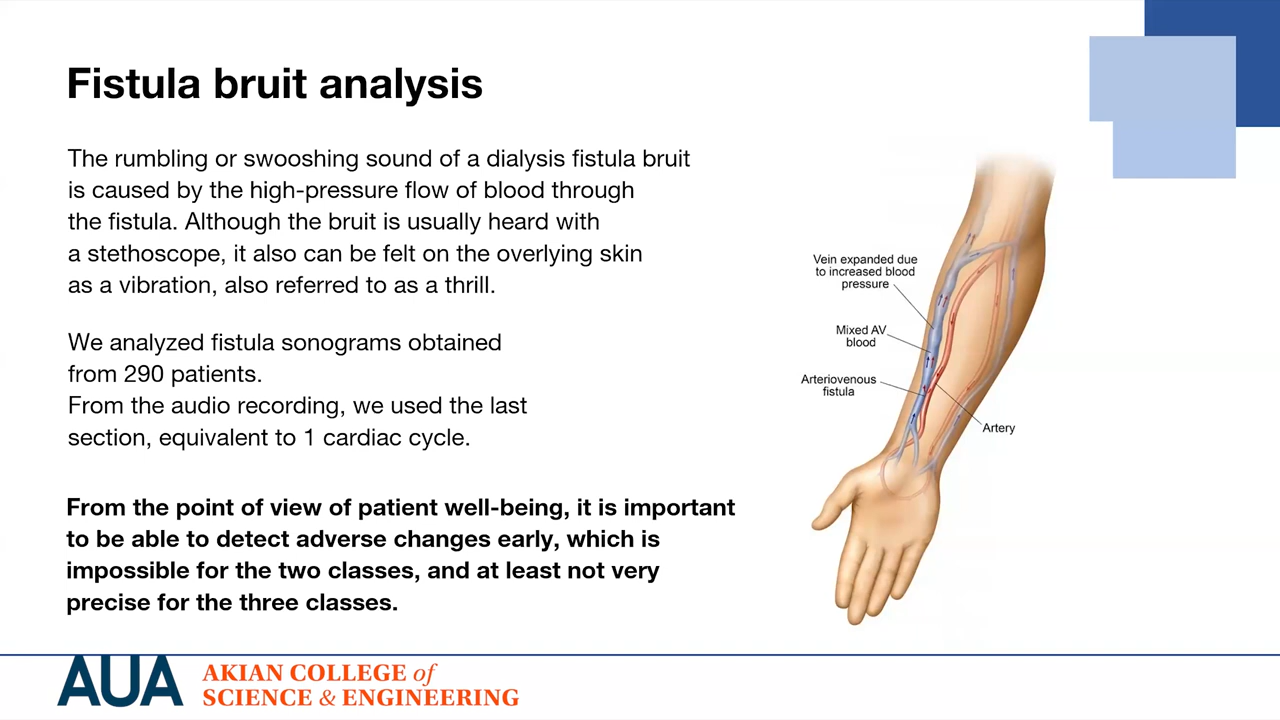 Fistula bruit analysis
The rumbling or swooshing sound of a dialysis fistula bruit
is caused by the high-pressure flow of blood through
the fistula. Although the bruit is usually heard with
a stethoscope, it also can be felt on the overlying skin
as a vibration, also referred to as a thrill.
We analyzed fistula sonograms obtained
from 290 patients.
From the audio recording, we used the last
section, equivalent to 1 cardiac cycle.
From the point of view of patient well-being, it is important
to be able to detect adverse changes early, which is
impossible for the two classes, and at least not very
precise for the three classes.
Vein expanded due
to increased blood
pressure
Mixed AV
blood
Arteriovenous
fistula
Artery
AUA
AKIAN COLLEGE of
SCIENCE & ENGINEERING